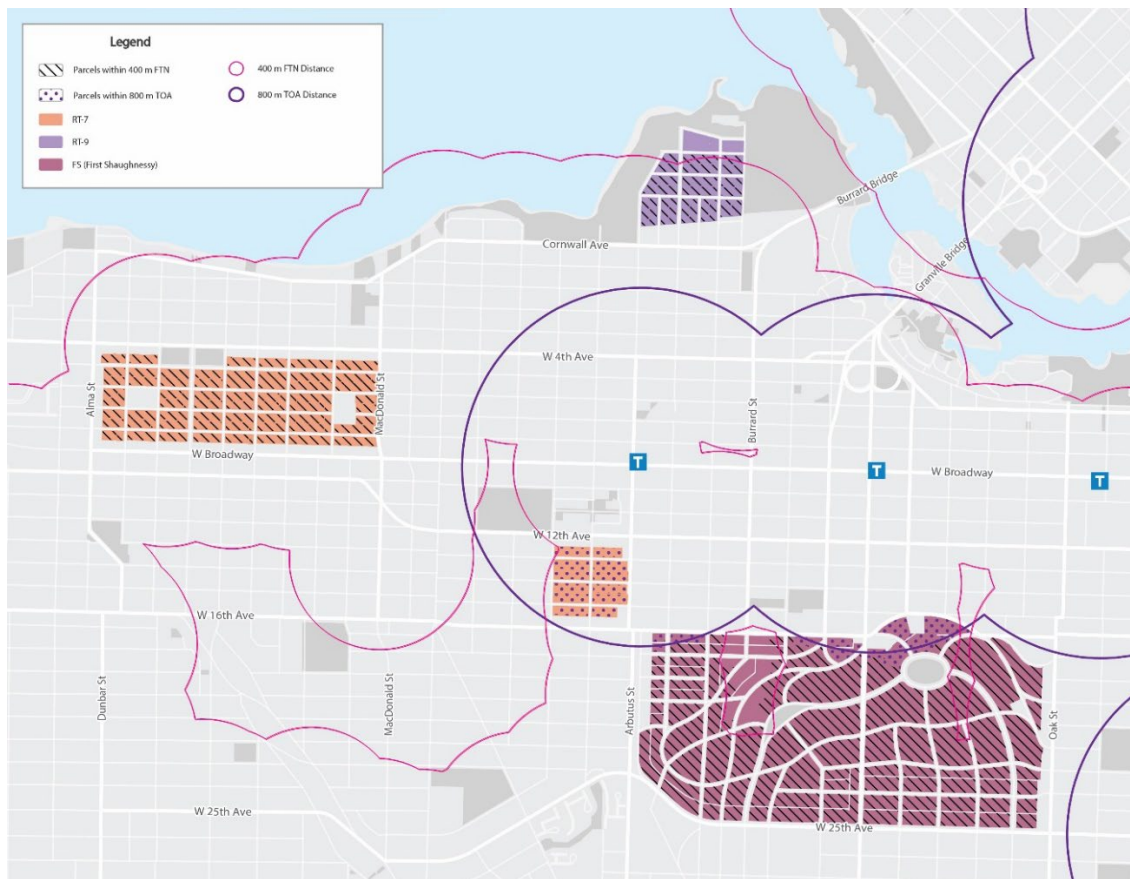 Legend
Parcels within 400 m FTN
400 m FTN Distance
Parcels within 800 m TOA
800 m TOA Distance
RT-7
RT-9
FS (First Shaughnessy)
Burrard Bridge
Cornwall Ave
Granville Bridge
W 4th Ave
Alma St
MacDonald St
Burrard St
W Broadway
T
T
W Broadway
T
W 12th Ave
W 16th Ave
Dunbar St
MacDonald St
Arbutus St
Oak St
W 25th Ave
W 25th Ave